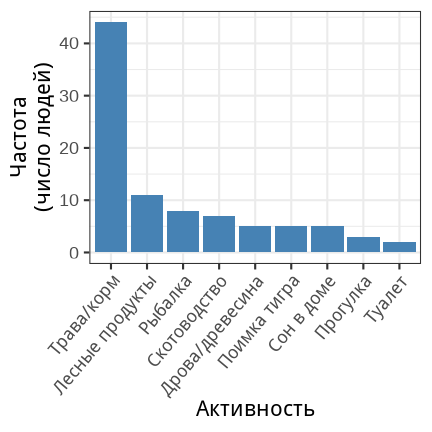 Частота
(число людей)
40
30
20
10
0
Трава/корм
Лесные продукты
Рыбалка
Скотоводство
Дрова/древесина
Поимка тигра
Сон в доме
Прогулка
Туалет
Активность